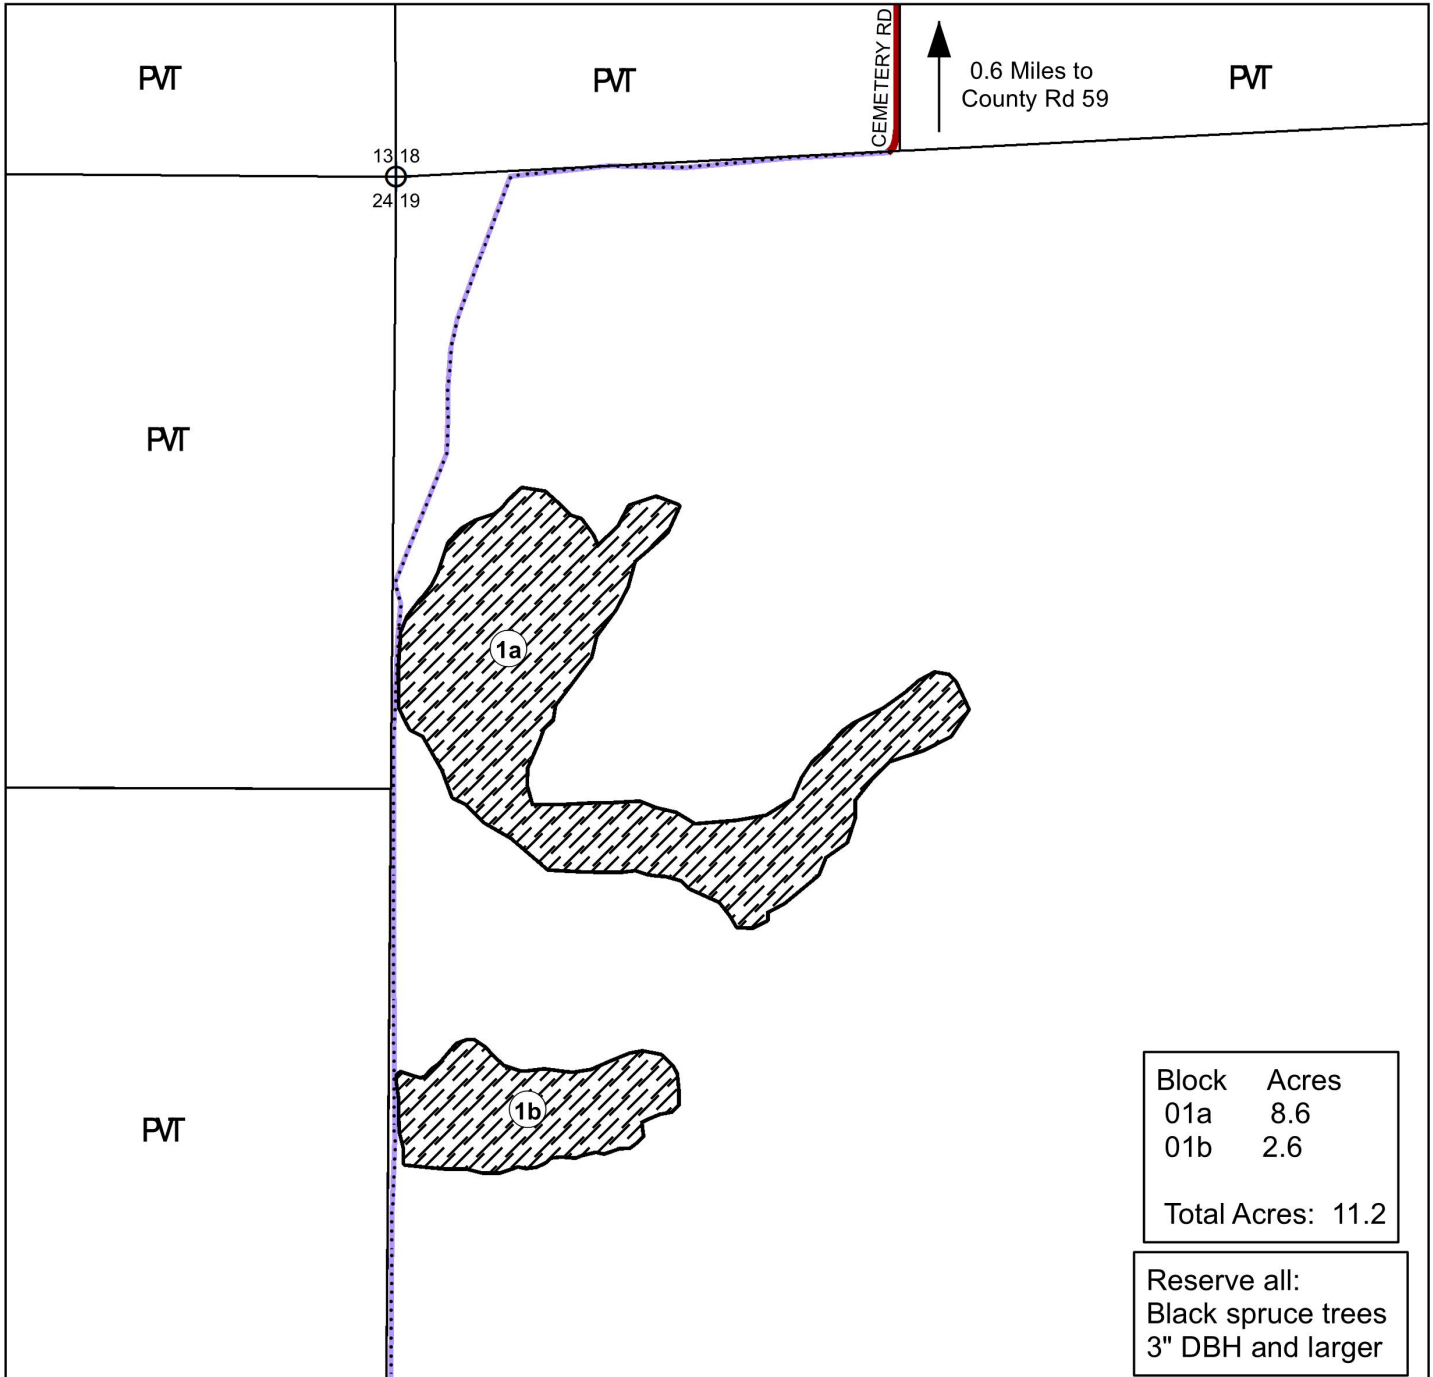 PVT
PVT
CEMETERY RD
0.6 Miles to
County Rd 59
PVT
13 18
24 19
PVT
1a
1b
PVT
Block Acres
01a 8.6
01b 2.6
Total Acres: 11.2
Reserve all:
Black spruce trees
3" DBH and larger